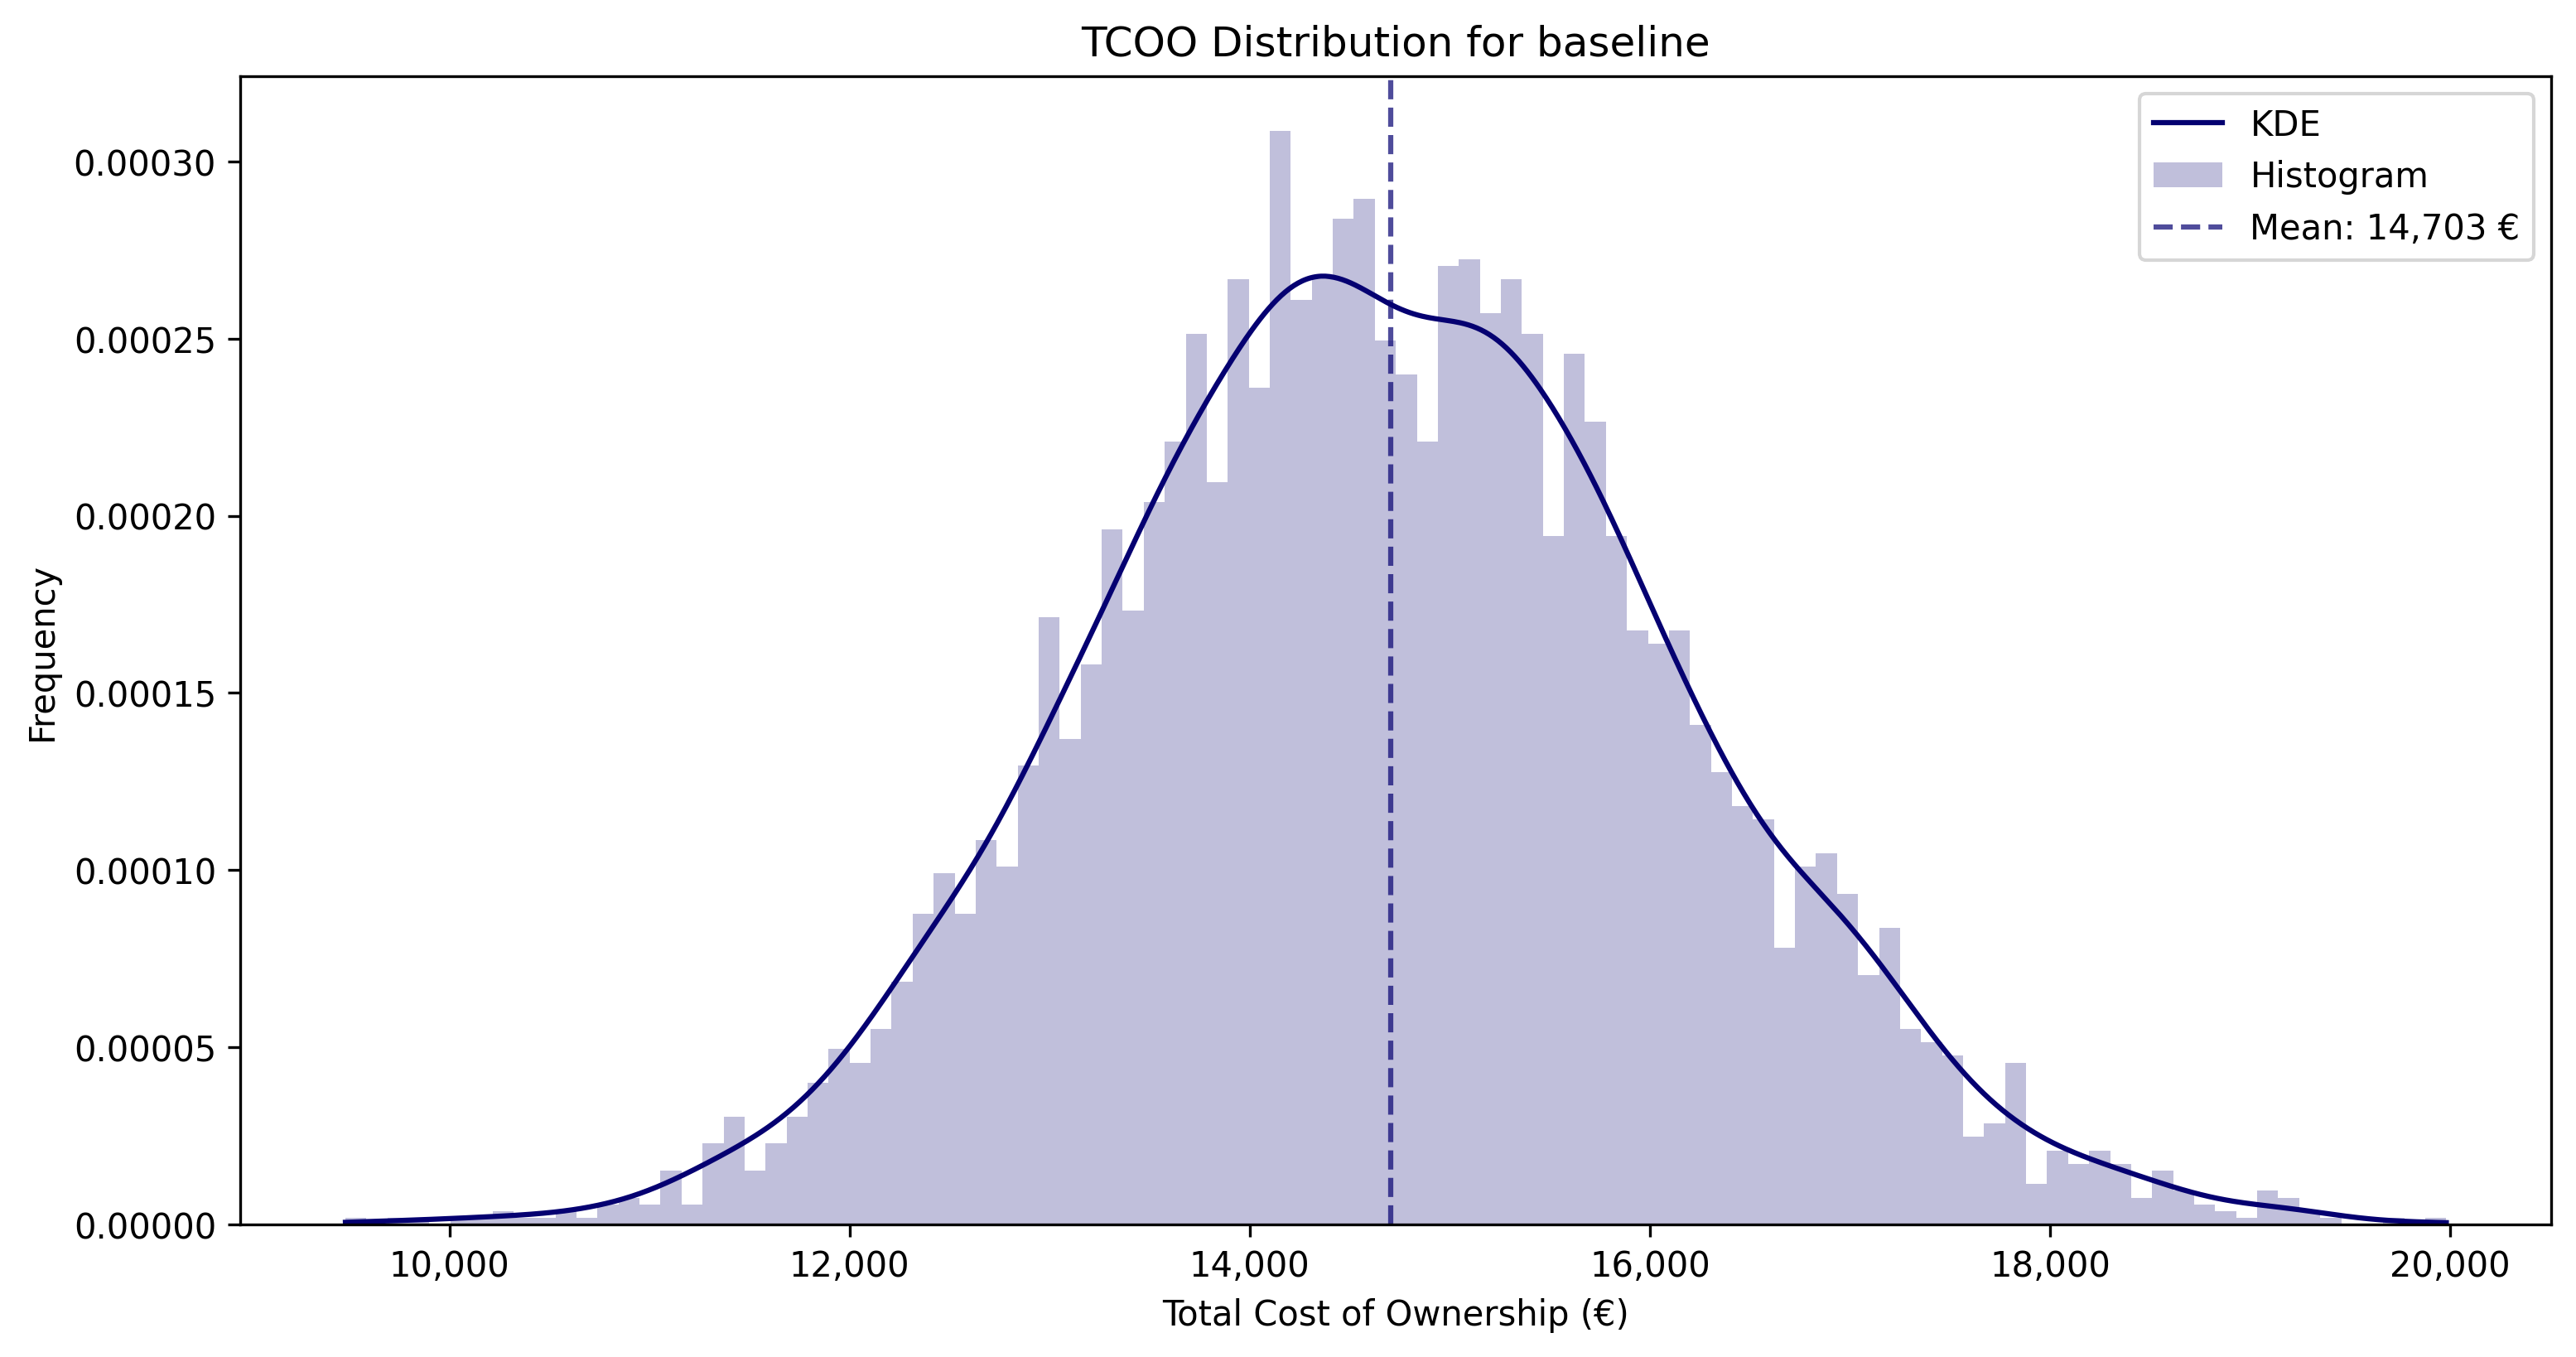 TCOO Distribution for baseline
KDE
Histogram
Mean: 14,703 €
0.00030
0.00025
0.00020
0.00015
0.00010
0.00005
0.00000
Frequency
10,000
12,000
14,000
16,000
18,000
20,000
Total Cost of Ownership (€)